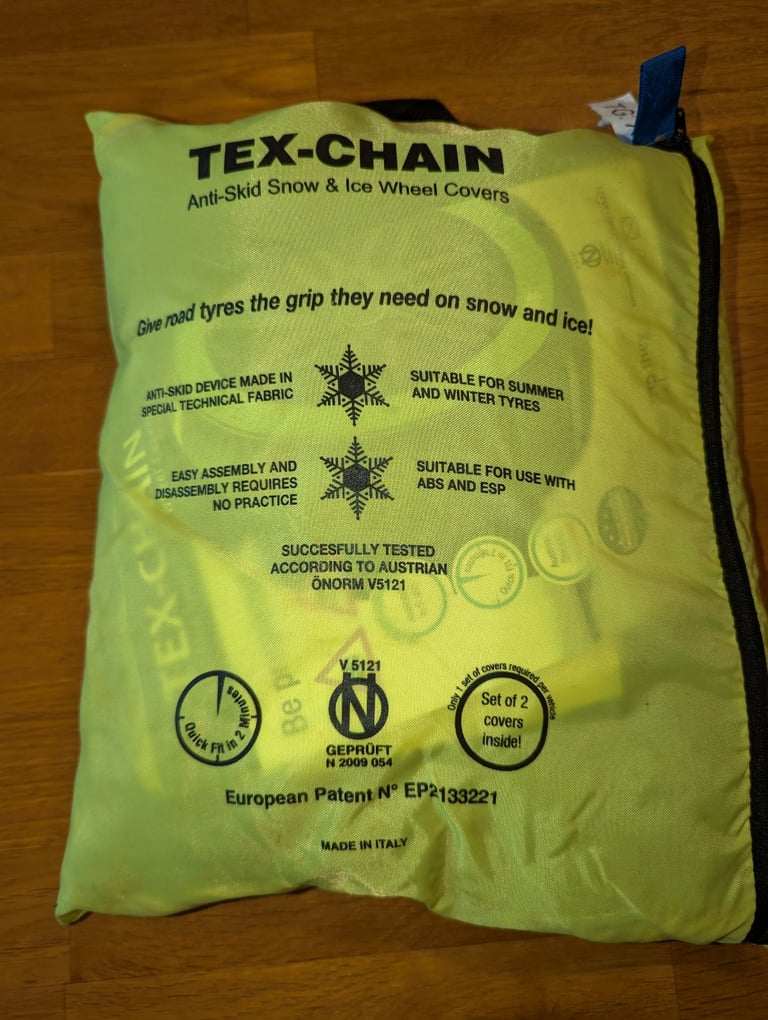 TG.
TEX-CHAIN
Anti-Skid Snow & Ice Wheel Covers
Give road tyres the grip they need on snow and ice!
ANTI-SKID DEVICE MADE IN
SPECIAL TECHNICAL FABRIC
SUITABLE FOR SUMMER
AND WINTER TYRES
EASY ASSEMBLY AND
DISASSEMBLY REQUIRES
NO PRACTICE
SUITABLE FOR USE WITH
ABS AND ESP
SUCCESFULLY TESTED
ACCORDING TO AUSTRIAN
ÖNORM V5121
TEX-CHAIN
Be p
Quick Fit in 2 Minutes
V 5121
N
GEPRÜFT
N 2009 054
Only 1 set of covers required per vehicle
Set of 2
covers
inside!
European Patent N° EP2133221
MADE IN ITALY